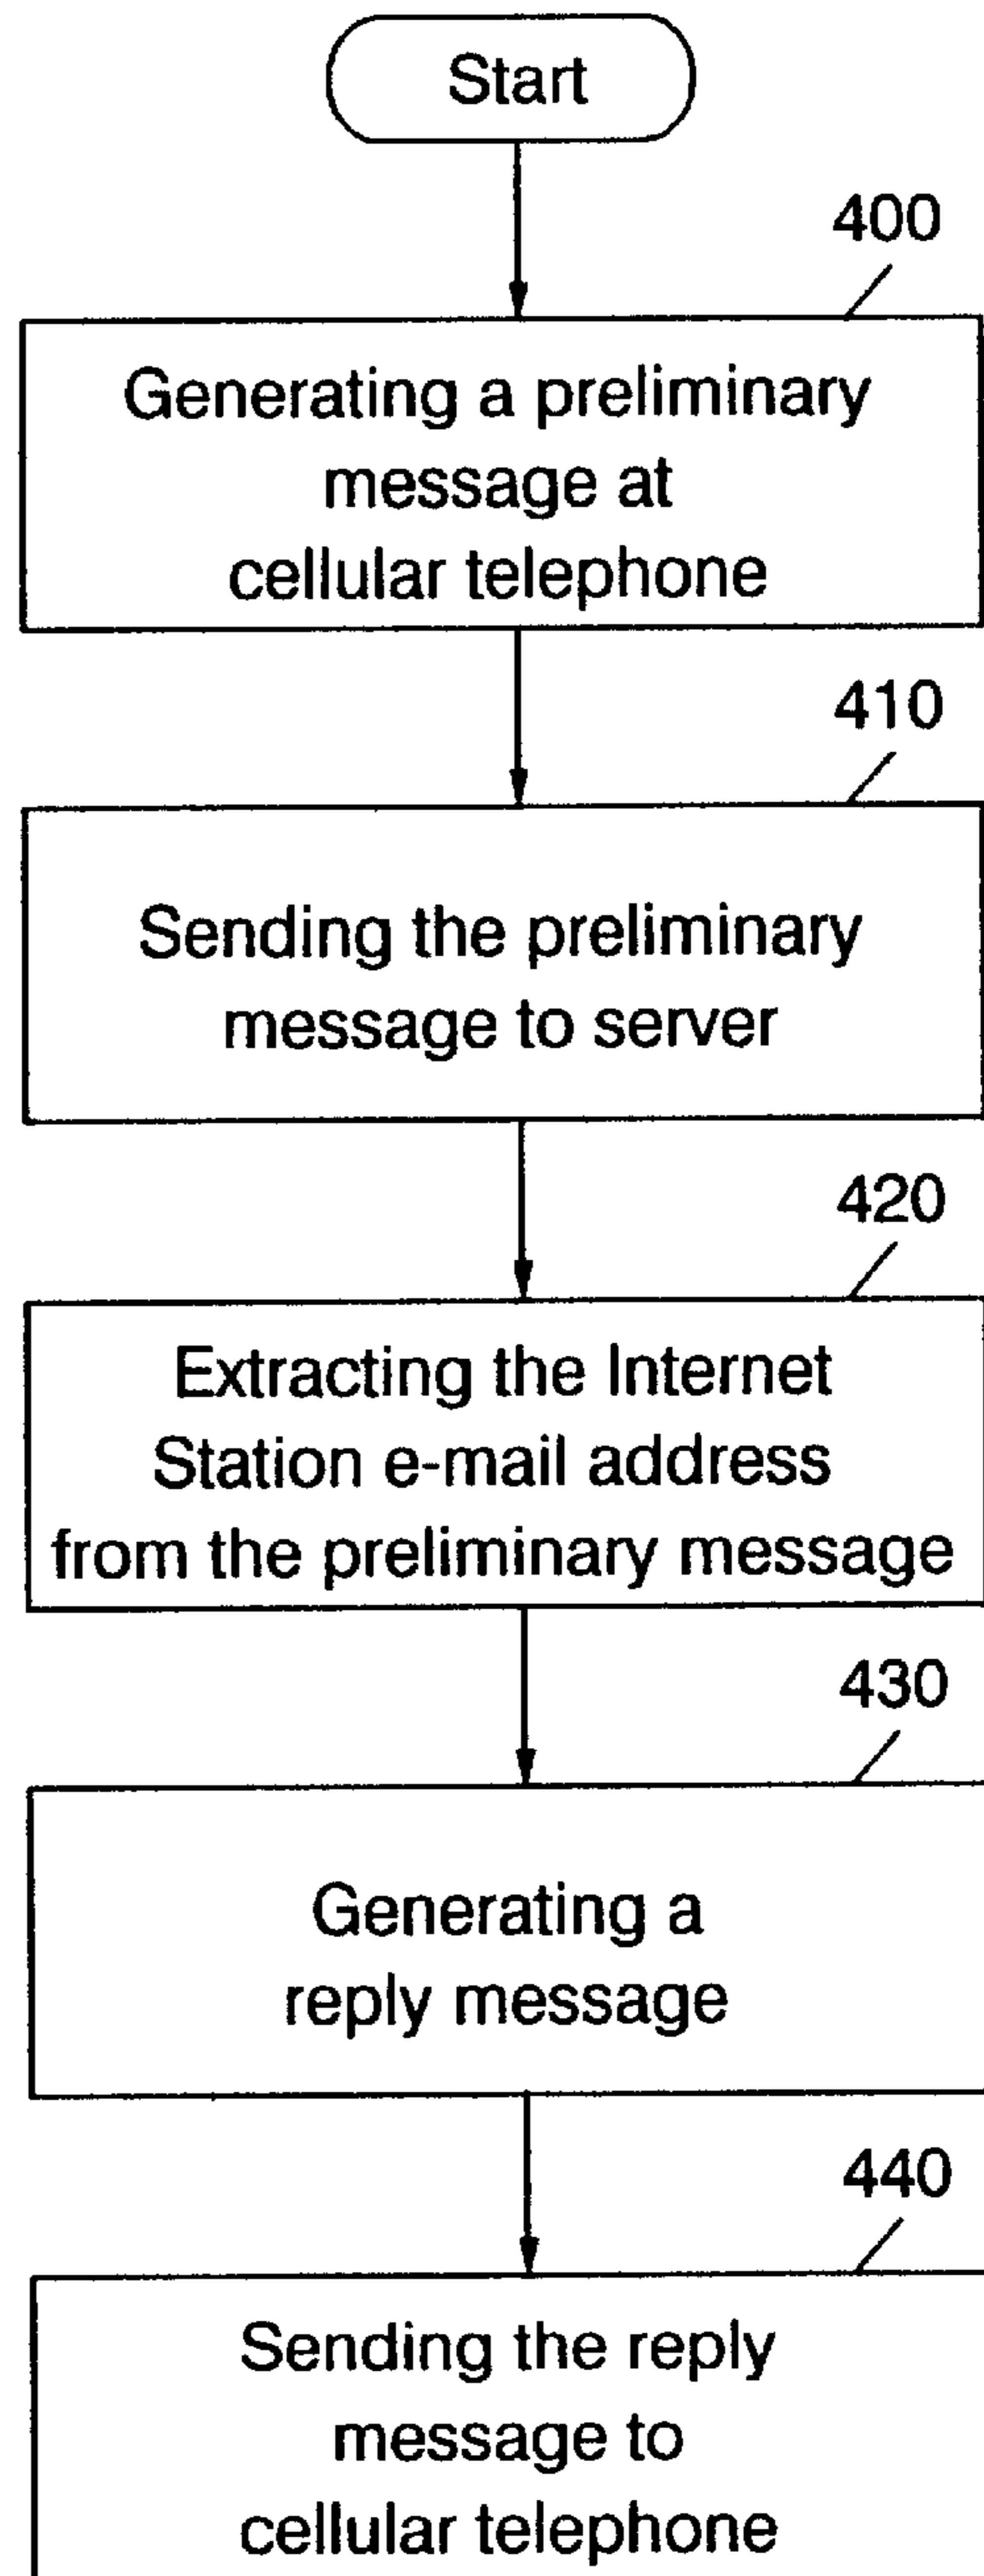 Start
400
Generating a preliminary
message at
cellular telephone
410
Sending the preliminary
message to server
420
Extracting the Internet
Station e-mail address
from the preliminary message
430
Generating a
reply message
440
Sending the reply
message to
cellular telephone